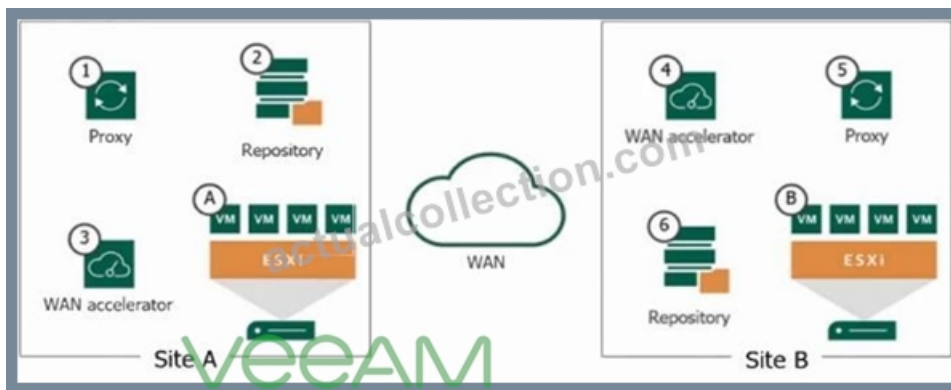 1
Proxy
2
Repository
3
WAN accelerator
A
VM VM VM VM
ESXi
Site A
WAN
4
WAN accelerator
5
Proxy
6
Repository
B
VM VM VM VM
ESXi
Site B
actualcollection.com
VEEAM